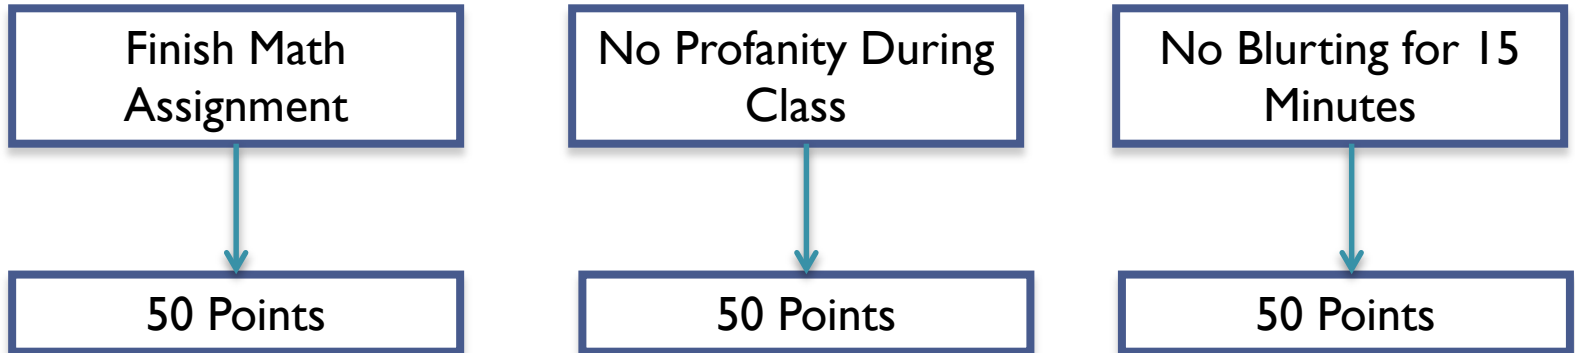 Finish Math
Assignment
No Profanity During
Class
No Blurting for 15
Minutes
50 Points
50 Points
50 Points